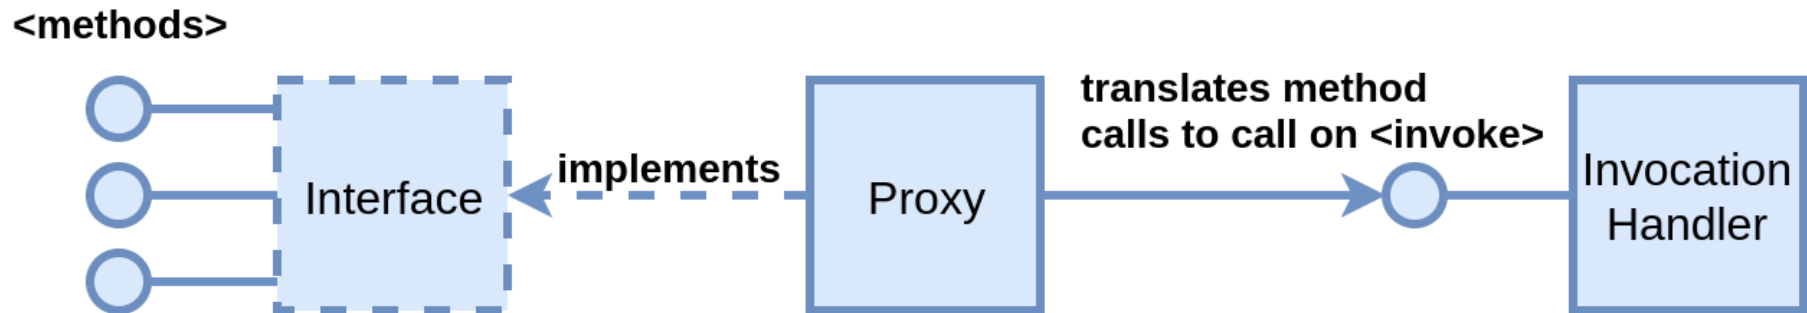 <methods>
Interface
implements
Proxy
translates method
calls to call on <invoke>
Invocation
Handler